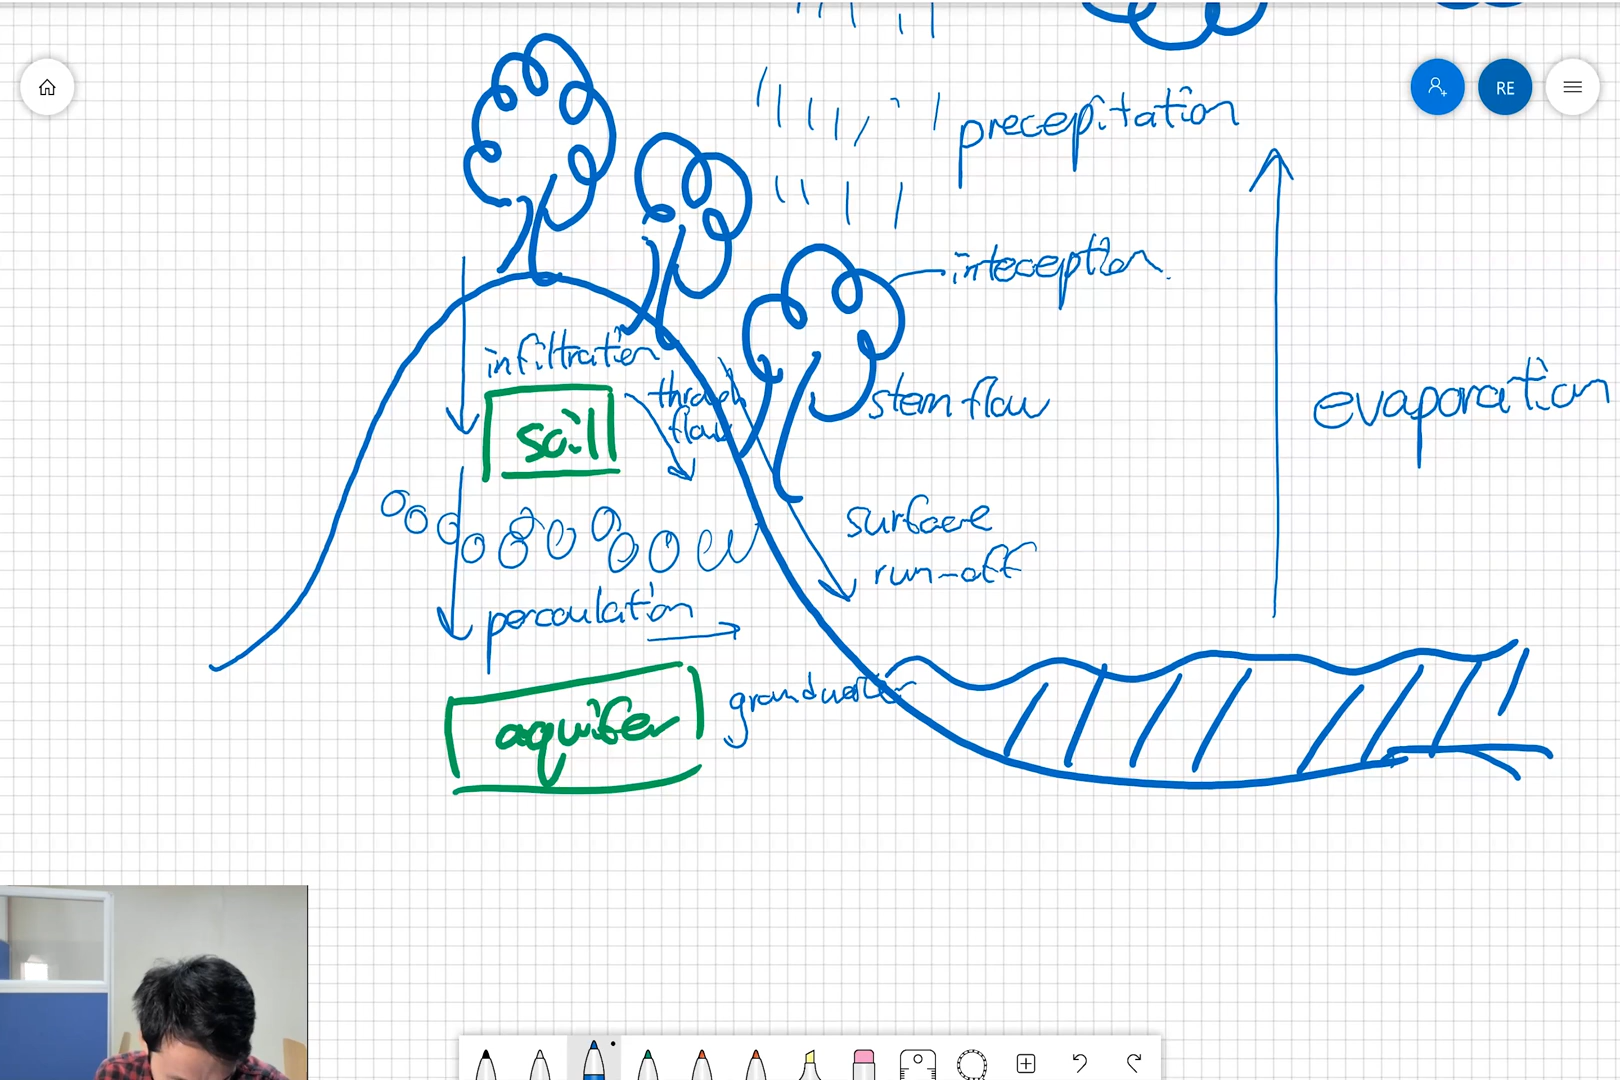 RE
precepitation
inteception
infiltration
through
flow
stem flow
evaporation
soil
surface
run-off
percoulation
groundwater
aquifer